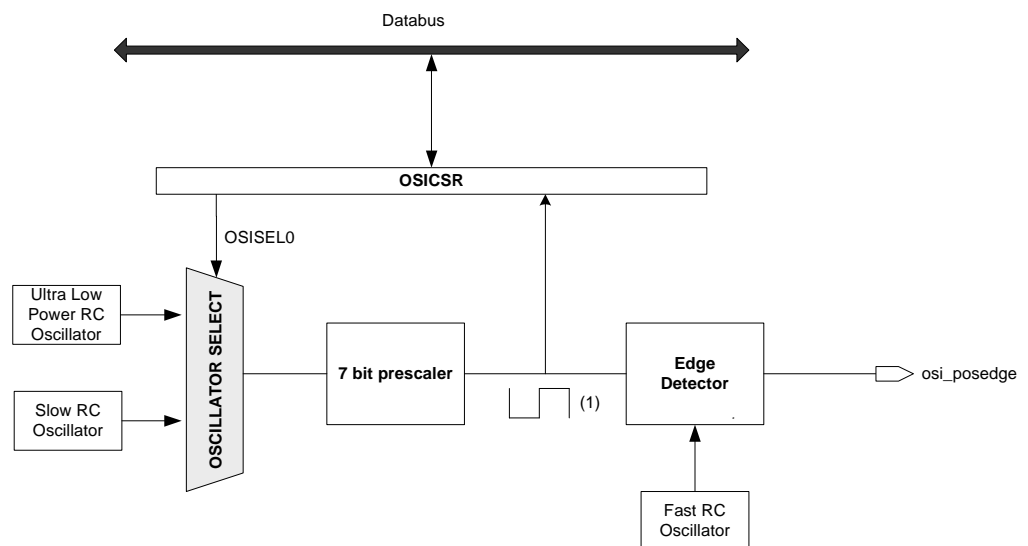 Databus
OSICSR
OSISEL0
Ultra Low
Power RC
Oscillator
OSCILLATOR SELECT
7 bit prescaler
Edge
Detector
osi_posedge
(1)
Slow RC
Oscillator
Fast RC
Oscillator